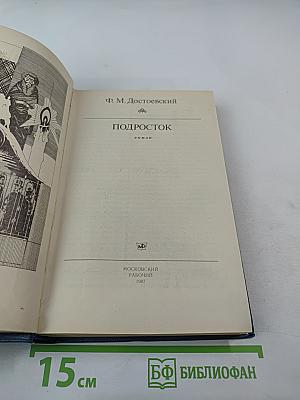 Ф. М. Достоевский
ПОДРОСТОК
роман
МОСКОВСКИЙ
РАБОЧИЙ
1987
15 см
БФ БИБЛИОФАН